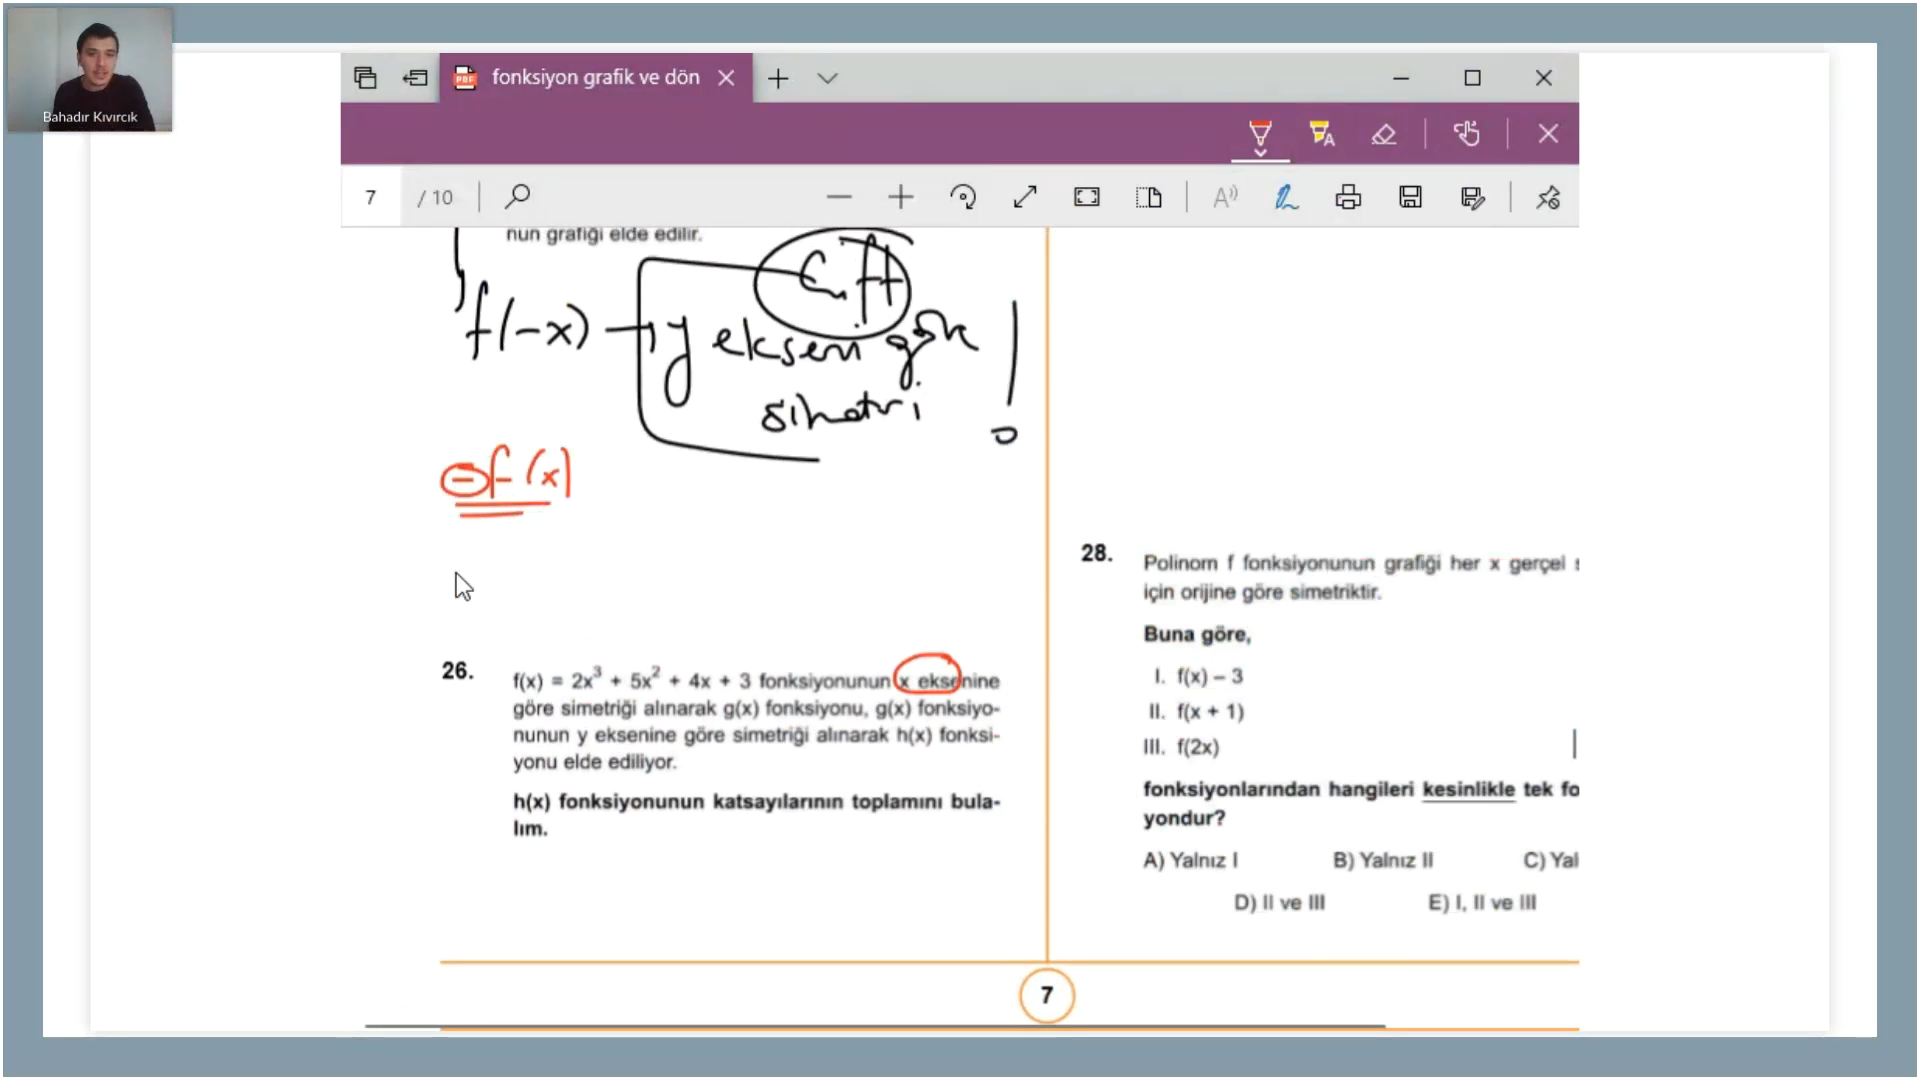 Bahadır Kıvırcık
fonksiyon grafik ve dön
7 / 10
nun grafiği elde edilir.
Çift
f(-x) → y ekseni göre
simetri !
-f(x)
26.
f(x) = 2x³ + 5x² + 4x + 3 fonksiyonunun x eksenine
göre simetriği alınarak g(x) fonksiyonu, g(x) fonksiyo-
nunun y eksenine göre simetriği alınarak h(x) fonksi-
yonu elde ediliyor.
h(x) fonksiyonunun katsayılarının toplamını bula-
lım.
28.
Polinom f fonksiyonunun grafiği her x gerçel
için orijine göre simetriktir.
Buna göre,
I. f(x) – 3
II. f(x + 1)
III. f(2x)
fonksiyonlarından hangileri kesinlikle tek fo
yondur?
A) Yalnız I B) Yalnız II C) Yal
D) II ve III E) I, II ve III
7